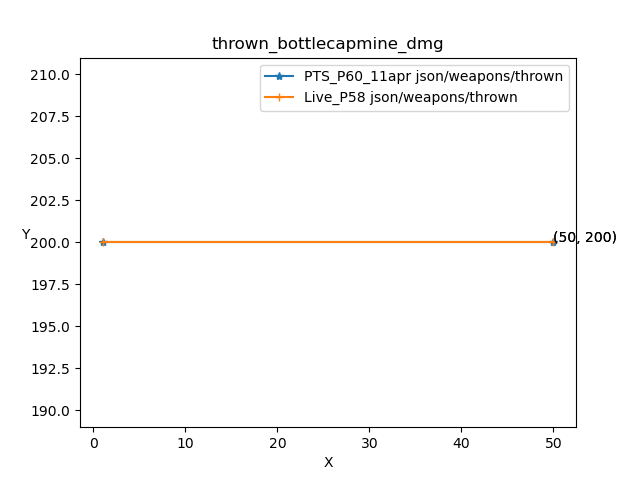 thrown_bottlecapmine_dmg
PTS_P60_11apr json/weapons/thrown
Live_P58 json/weapons/thrown
210.0
207.5
205.0
202.5
200.0
197.5
195.0
192.5
190.0
Y
(50, 200)
0 10 20 30 40 50
X